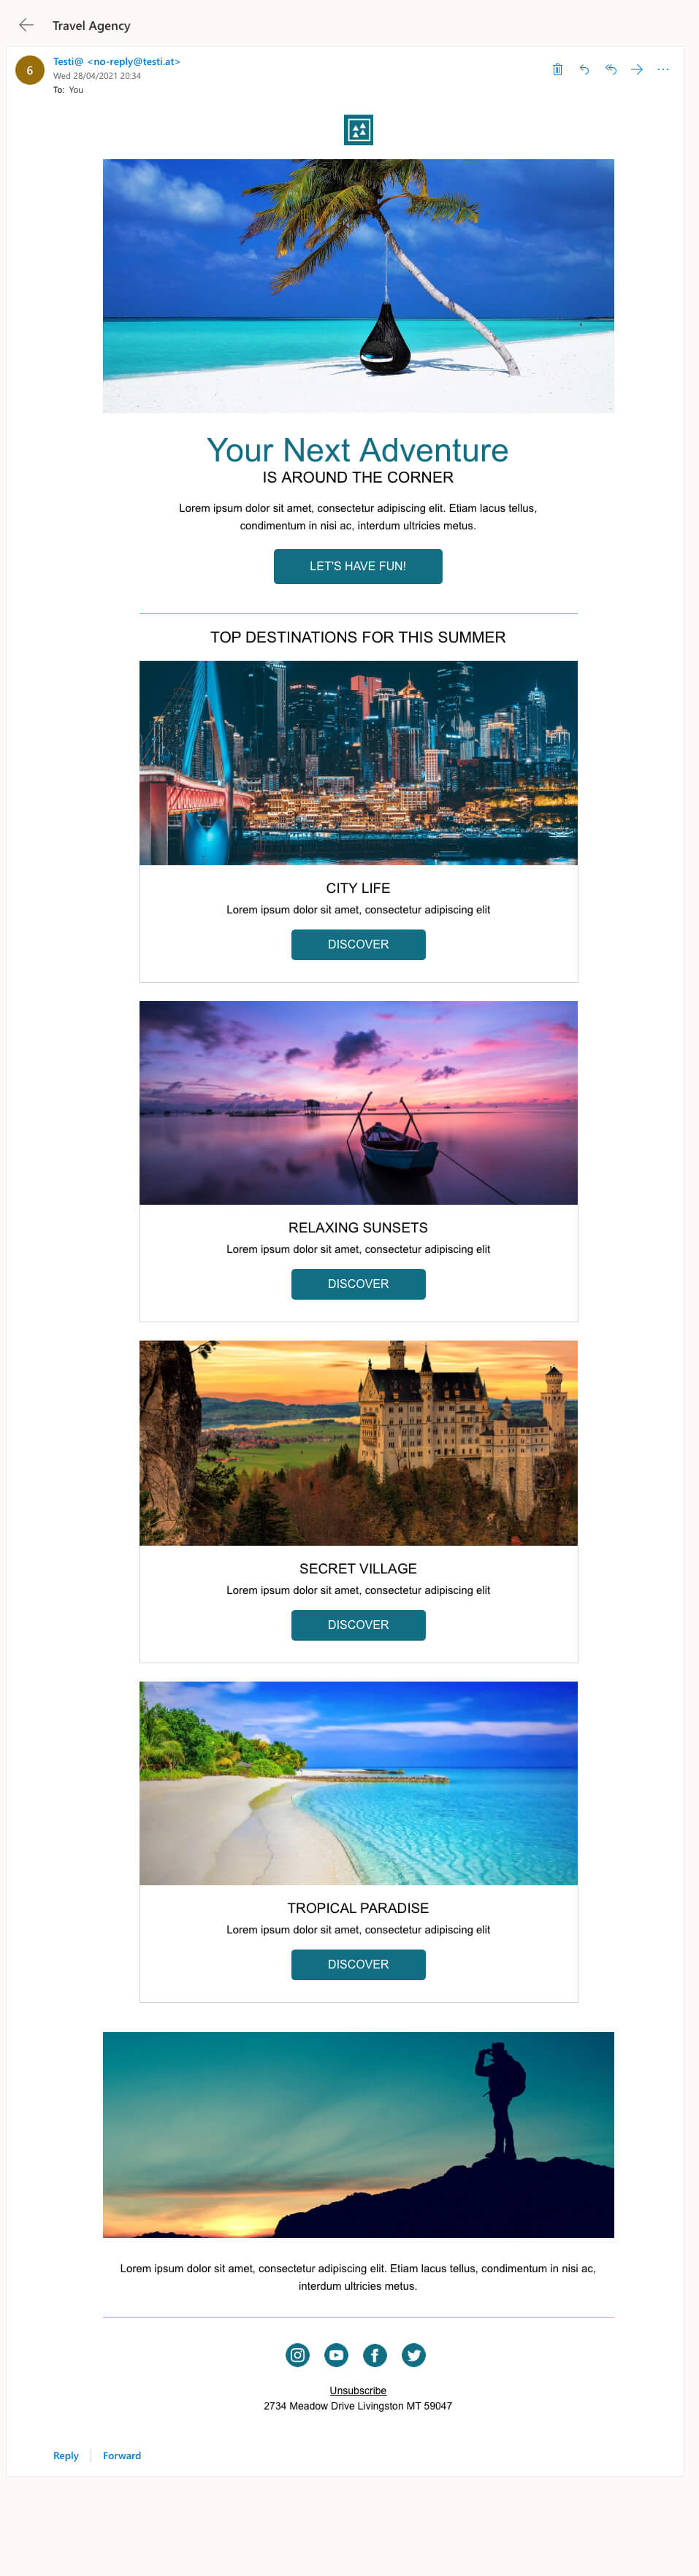 Travel Agency
6
Testi@ <no-reply@testi.at>
Wed 28/04/2021 20:34
To: You
Your Next Adventure
IS AROUND THE CORNER
Lorem ipsum dolor sit amet, consectetur adipiscing elit. Etiam lacus tellus,
condimentum in nisi ac, interdum ultricies metus.
LET'S HAVE FUN!
TOP DESTINATIONS FOR THIS SUMMER
CITY LIFE
Lorem ipsum dolor sit amet, consectetur adipiscing elit
DISCOVER
RELAXING SUNSETS
Lorem ipsum dolor sit amet, consectetur adipiscing elit
DISCOVER
SECRET VILLAGE
Lorem ipsum dolor sit amet, consectetur adipiscing elit
DISCOVER
TROPICAL PARADISE
Lorem ipsum dolor sit amet, consectetur adipiscing elit
DISCOVER
Lorem ipsum dolor sit amet, consectetur adipiscing elit. Etiam lacus tellus, condimentum in nisi ac,
interdum ultricies metus.
Unsubscribe
2734 Meadow Drive Livingston MT 59047
Reply Forward